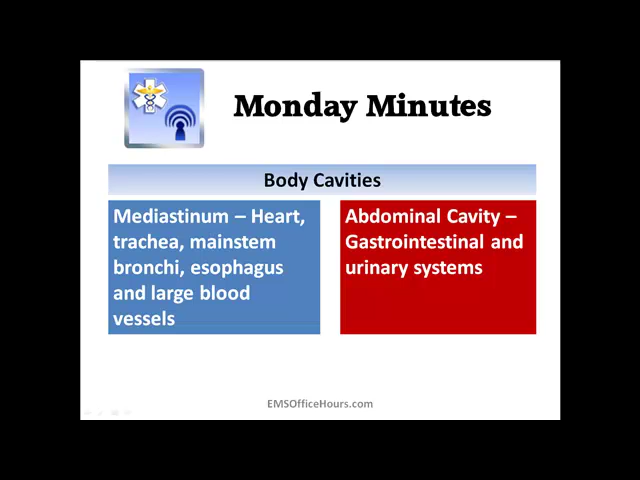 Monday Minutes
Body Cavities
Mediastinum – Heart,
trachea, mainstem
bronchi, esophagus
and large blood
vessels
Abdominal Cavity –
Gastrointestinal and
urinary systems
EMSOfficeHours.com